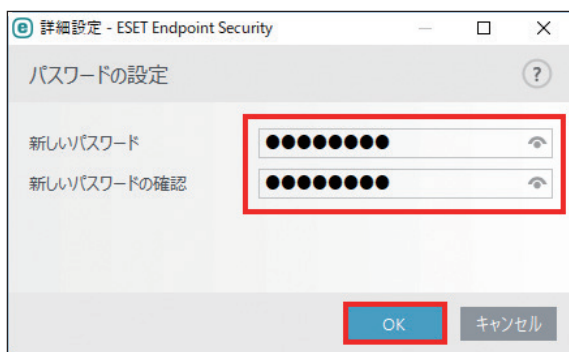 詳細設定 - ESET Endpoint Security
パスワードの設定
?
新しいパスワード ●●●●●●●●
新しいパスワードの確認 ●●●●●●●●
OK キャンセル